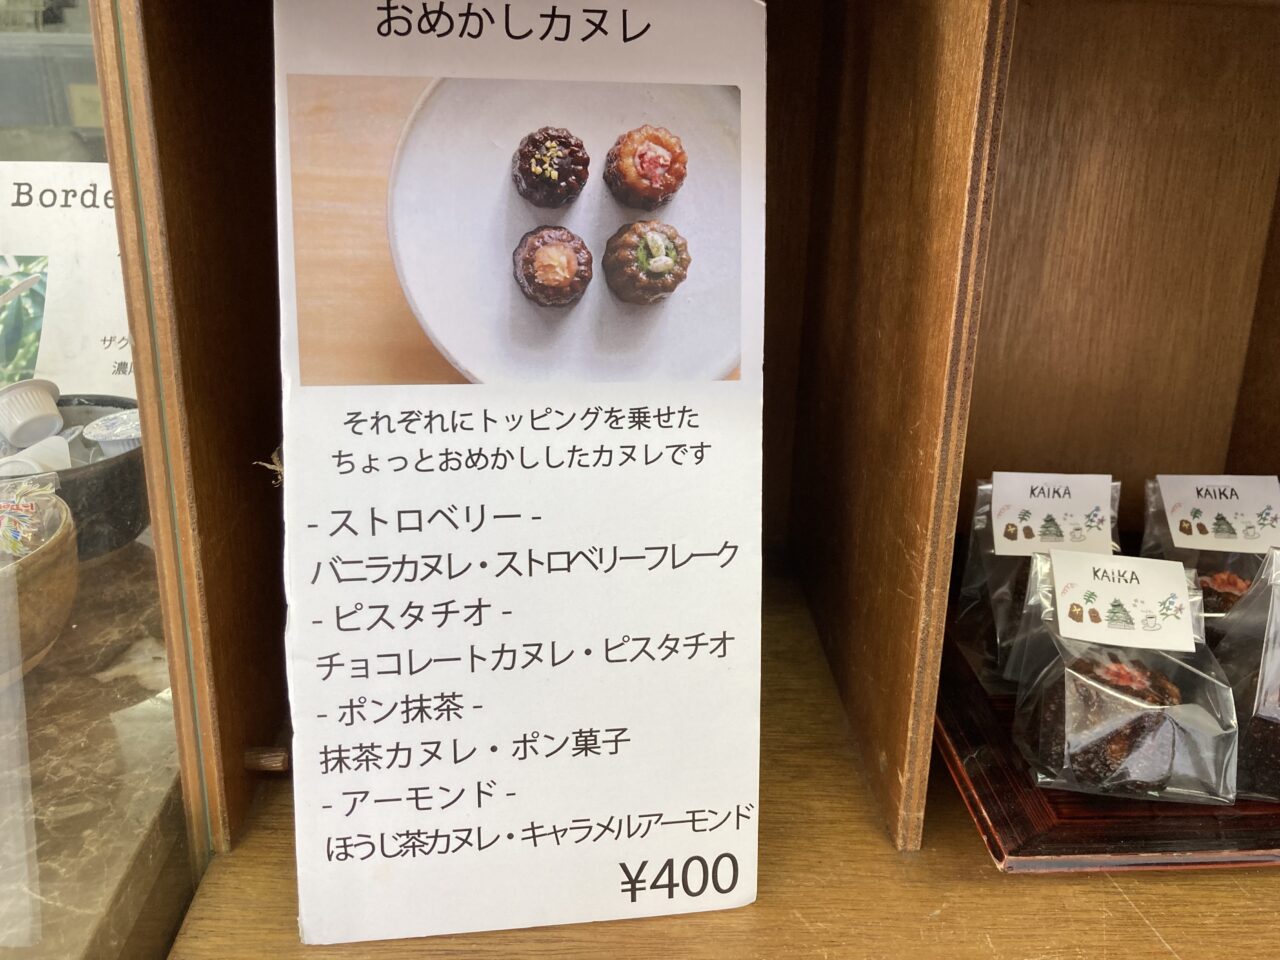 おめかしカヌレ
それぞれにトッピングを乗せた
ちょっとおめかししたカヌレです
- ストロベリー -
バニラカヌレ・ストロベリーフレーク
- ピスタチオ -
チョコレートカヌレ・ピスタチオ
- ポン抹茶 -
抹茶カヌレ・ポン菓子
- アーモンド -
ほうじ茶カヌレ・キャラメルアーモンド
¥400
Borde
ザク
KAIKA
KAIKA
KAIKA